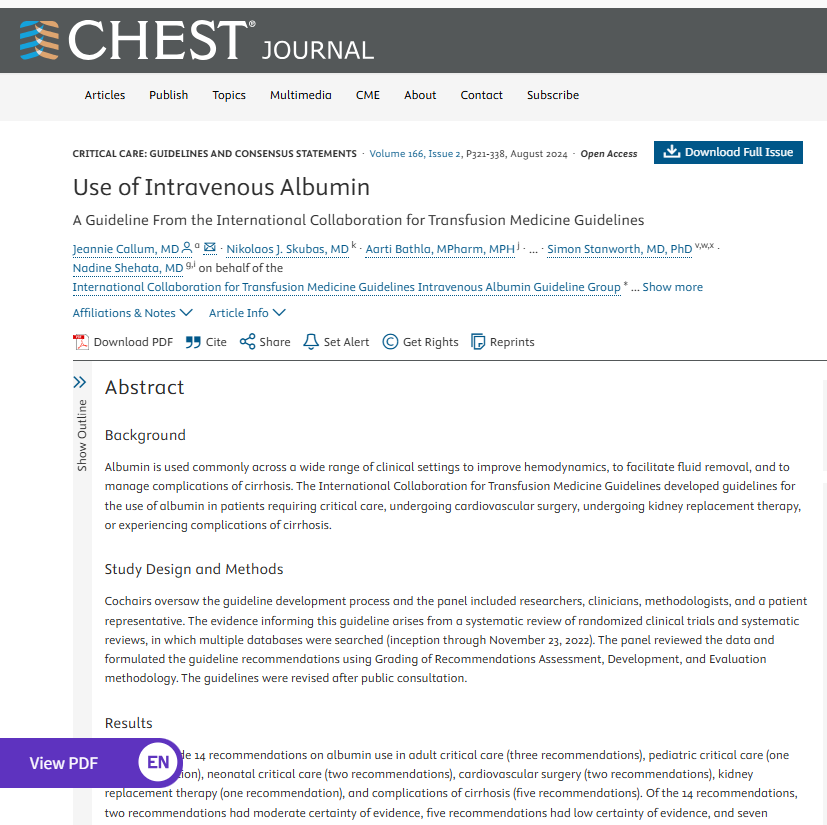 CHEST® JOURNAL
Articles Publish Topics Multimedia CME About Contact Subscribe
CRITICAL CARE: GUIDELINES AND CONSENSUS STATEMENTS · Volume 166, Issue 2, P321-338, August 2024 · Open Access
Download Full Issue
Use of Intravenous Albumin
A Guideline From the International Collaboration for Transfusion Medicine Guidelines
Jeannie Callum, MD a · Nikolaos J. Skubas, MD k · Aarti Bathla, MPharm, MPH j · ... · Simon Stanworth, MD, PhD v,w,x ·
Nadine Shehata, MD g,i on behalf of the
International Collaboration for Transfusion Medicine Guidelines Intravenous Albumin Guideline Group * ... Show more
Affiliations & Notes Article Info
Download PDF Cite Share Set Alert Get Rights Reprints
Show Outline
Abstract
Background
Albumin is used commonly across a wide range of clinical settings to improve hemodynamics, to facilitate fluid removal, and to
manage complications of cirrhosis. The International Collaboration for Transfusion Medicine Guidelines developed guidelines for
the use of albumin in patients requiring critical care, undergoing cardiovascular surgery, undergoing kidney replacement therapy,
or experiencing complications of cirrhosis.
Study Design and Methods
Cochairs oversaw the guideline development process and the panel included researchers, clinicians, methodologists, and a patient
representative. The evidence informing this guideline arises from a systematic review of randomized clinical trials and systematic
reviews, in which multiple databases were searched (inception through November 23, 2022). The panel reviewed the data and
formulated the guideline recommendations using Grading of Recommendations Assessment, Development, and Evaluation
methodology. The guidelines were revised after public consultation.
Results
de 14 recommendations on albumin use in adult critical care (three recommendations), pediatric critical care (one
ion), neonatal critical care (two recommendations), cardiovascular surgery (two recommendations), kidney
replacement therapy (one recommendation), and complications of cirrhosis (five recommendations). Of the 14 recommendations,
two recommendations had moderate certainty of evidence, five recommendations had low certainty of evidence, and seven
View PDF EN